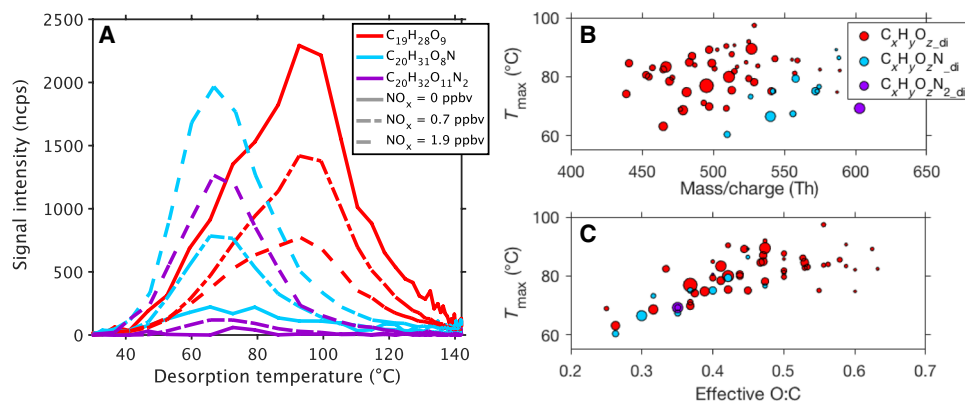 A
Signal intensity (ncps)
2500
2000
1500
1000
500
0
40 60 80 100 120 140
Desorption temperature (°C)
C19H28O9
C20H31O8N
C20H32O11N2
NOx = 0 ppbv
NOx = 0.7 ppbv
NOx = 1.9 ppbv
B
Tmax (°C)
100
80
60
400 450 500 550 600 650
Mass/charge (Th)
CxHyOz_di
CxHyOzN_di
CxHyOzN2_di
C
Tmax (°C)
100
80
60
0.2 0.3 0.4 0.5 0.6 0.7
Effective O:C